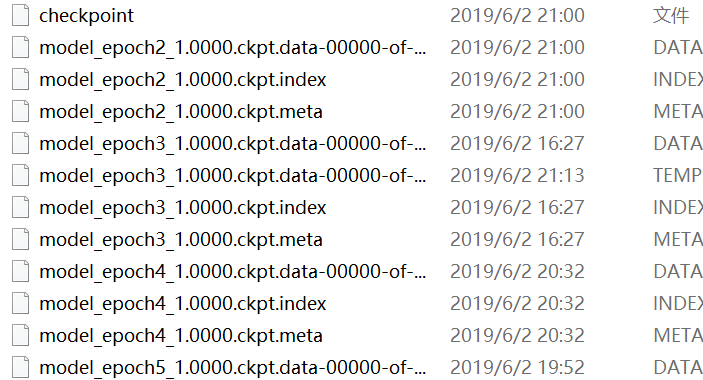 checkpoint 2019/6/2 21:00 文件
model_epoch2_1.0000.ckpt.data-00000-of-... 2019/6/2 21:00 DATA
model_epoch2_1.0000.ckpt.index 2019/6/2 21:00 INDEX
model_epoch2_1.0000.ckpt.meta 2019/6/2 21:00 META
model_epoch3_1.0000.ckpt.data-00000-of-... 2019/6/2 16:27 DATA
model_epoch3_1.0000.ckpt.data-00000-of-... 2019/6/2 21:13 TEMP
model_epoch3_1.0000.ckpt.index 2019/6/2 16:27 INDEX
model_epoch3_1.0000.ckpt.meta 2019/6/2 16:27 META
model_epoch4_1.0000.ckpt.data-00000-of-... 2019/6/2 20:32 DATA
model_epoch4_1.0000.ckpt.index 2019/6/2 20:32 INDEX
model_epoch4_1.0000.ckpt.meta 2019/6/2 20:32 META
model_epoch5_1.0000.ckpt.data-00000-of-... 2019/6/2 19:52 DATA